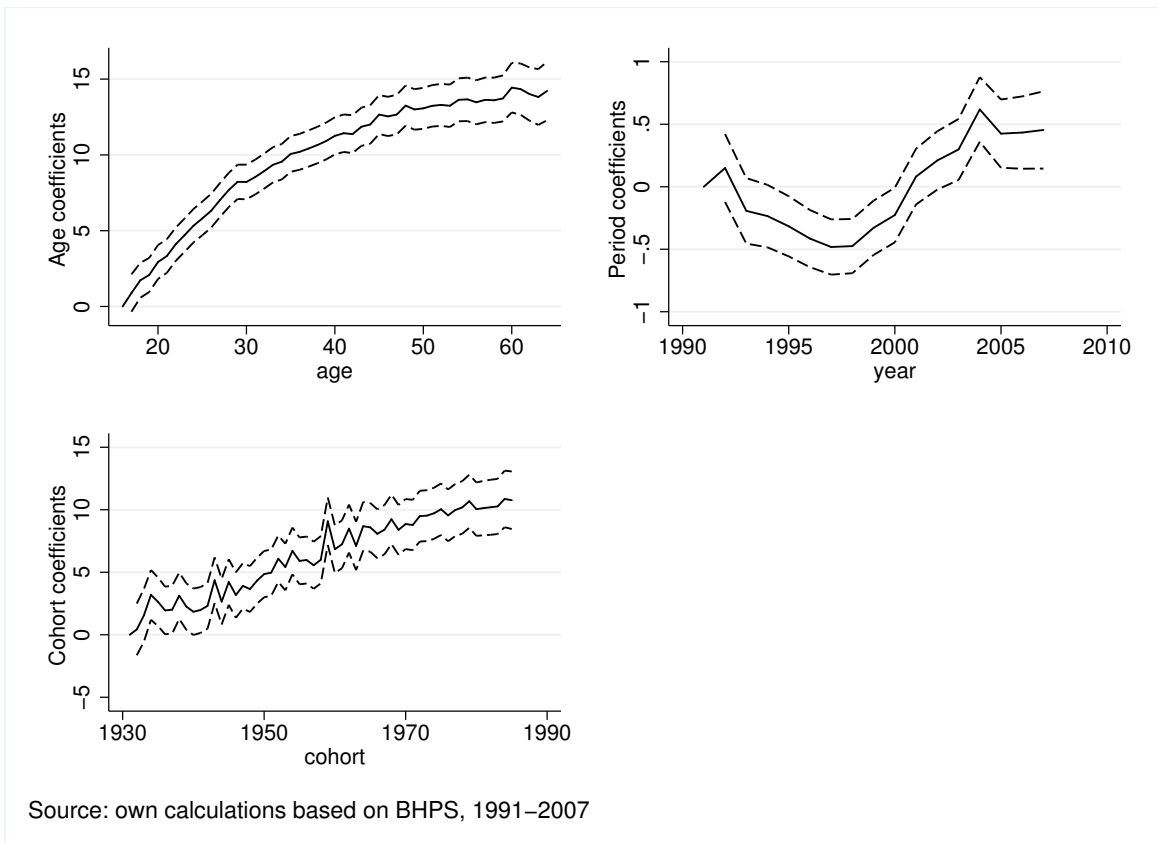 Age coefficients
15
10
5
0
20 30 40 50 60
age
Period coefficients
1
.5
0
−.5
−1
1990 1995 2000 2005 2010
year
Cohort coefficients
15
10
5
0
−5
1930 1950 1970 1990
cohort
Source: own calculations based on BHPS, 1991−2007